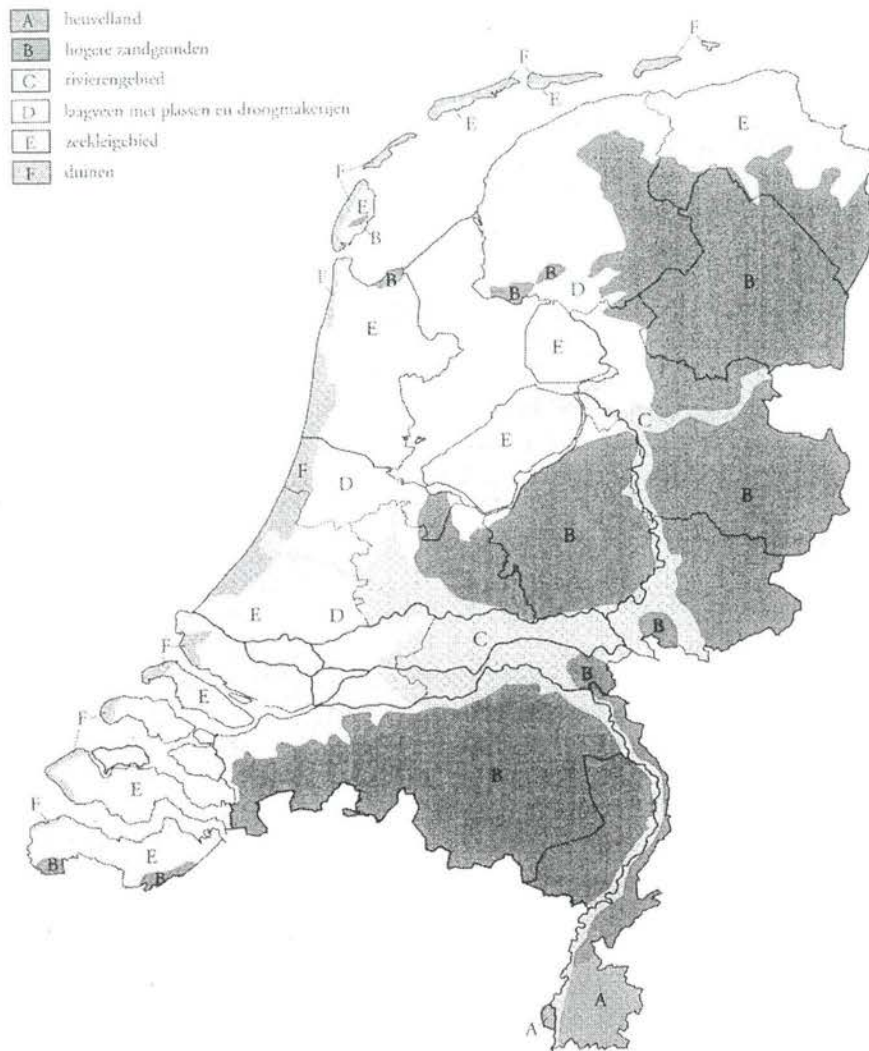 A heuvelland
B hogere zandgronden
C rivierengebied
D laagveen met plassen en droogmakerijen
E zeekleigebied
F duinen
F
F
E
E
E
F
F
E
B
B
F
B
B
D
B
E
E
C
E
F
D
B
B
E
D
B
C
F
B
E
F
B
E
F
E
B
B
A
A